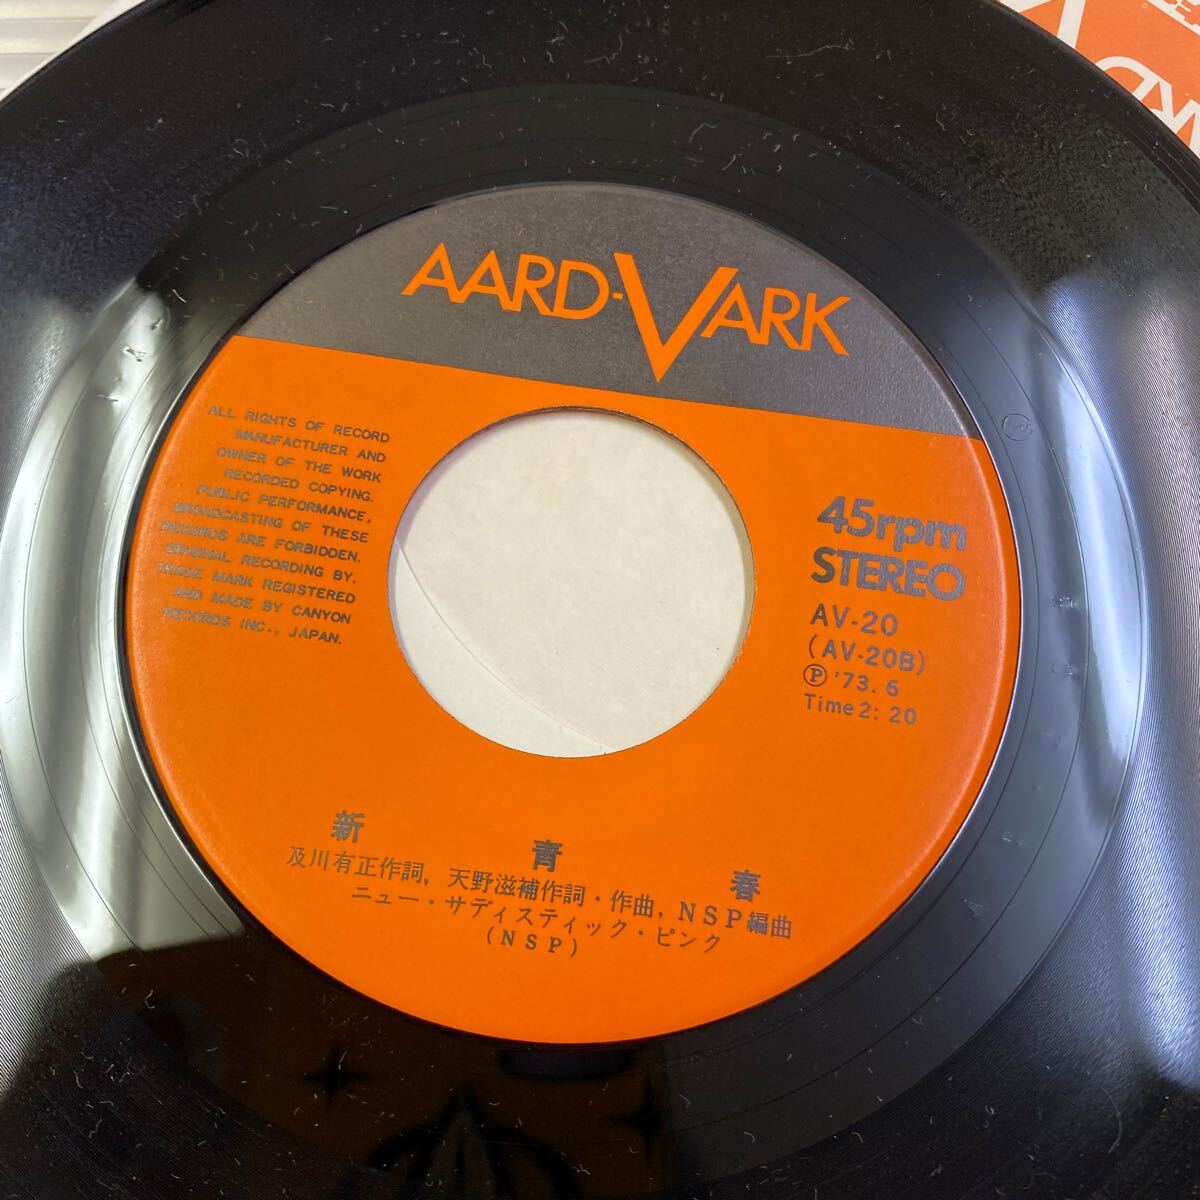 AARD-VARK
ALL RIGHTS OF RECORD
MANUFACTURER AND
OWNER OF THE WORK
RECORDED COPYING.
PUBLIC PERFORMANCE,
BROADCASTING OF THESE
RECORDS ARE FORBIDDEN.
ORIGINAL RECORDING BY,
TRADE MARK REGISTERED
AND MADE BY CANYON
RECORDS INC., JAPAN.
45rpm
STEREO
AV-20
(AV-20B)
Ⓟ '73.6
Time 2:20
新青春
及川有正作詞, 天野滋補作詞・作曲, NSP編曲
ニュー・サディスティック・ピンク
(NSP)